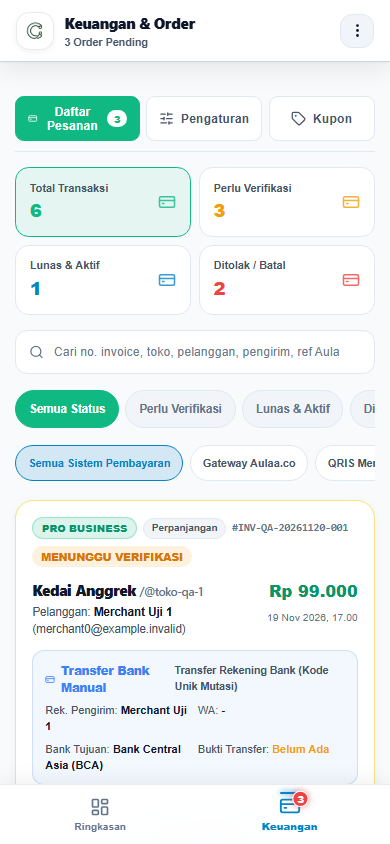 Keuangan & Order
3 Order Pending
Daftar
Pesanan
3
Pengaturan
Kupon
Total Transaksi
6
Perlu Verifikasi
3
Lunas & Aktif
1
Ditolak / Batal
2
Cari no. invoice, toko, pelanggan, pengirim, ref Aula
Semua Status
Perlu Verifikasi
Lunas & Aktif
Di
Semua Sistem Pembayaran
Gateway Aulaa.co
QRIS Mer
PRO BUSINESS
Perpanjangan
#INV-QA-20261120-001
MENUNGGU VERIFIKASI
Kedai Anggrek /@toko-qa-1
Rp 99.000
Pelanggan: Merchant Uji 1
(merchant0@example.invalid)
19 Nov 2026, 17.00
Transfer Bank
Manual
Transfer Rekening Bank (Kode
Unik Mutasi)
Rek. Pengirim: Merchant Uji
1
WA: -
Bank Tujuan: Bank Central
Asia (BCA)
Bukti Transfer: Belum Ada
Ringkasan
3
Keuangan